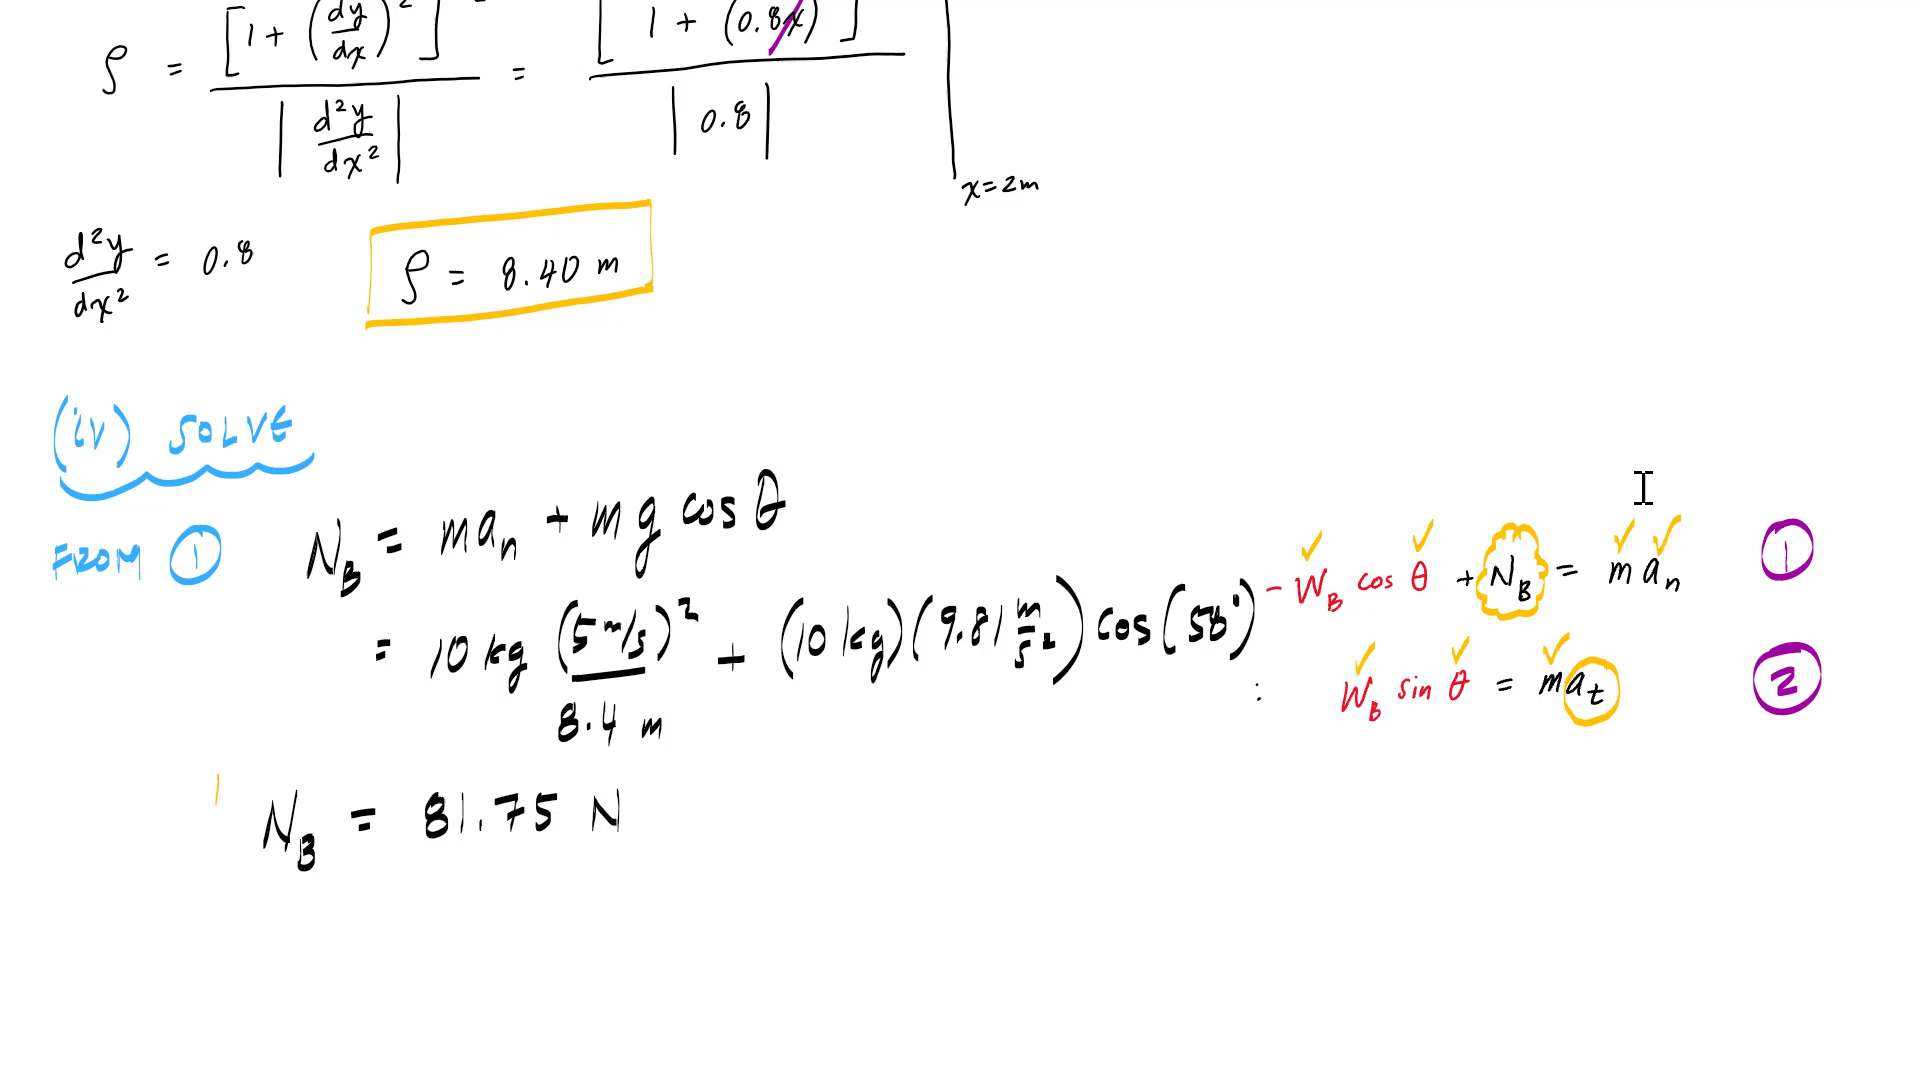 ρ = [1 + (dy/dx)²] / |d²y/dx²| = [1 + (0.8x)] / |0.8| |x=2m
d²y/dx² = 0.8
ρ = 8.40 m
(iv) SOLVE
FROM ① N_B = ma_n + mg cos θ
- W_B cos θ + N_B = m a_n ①
= 10 kg (5 m/s)²/8.4 m + (10 kg)(9.81 m/s²) cos(58°)
W_B sin θ = m a_t ②
N_B = 81.75 N